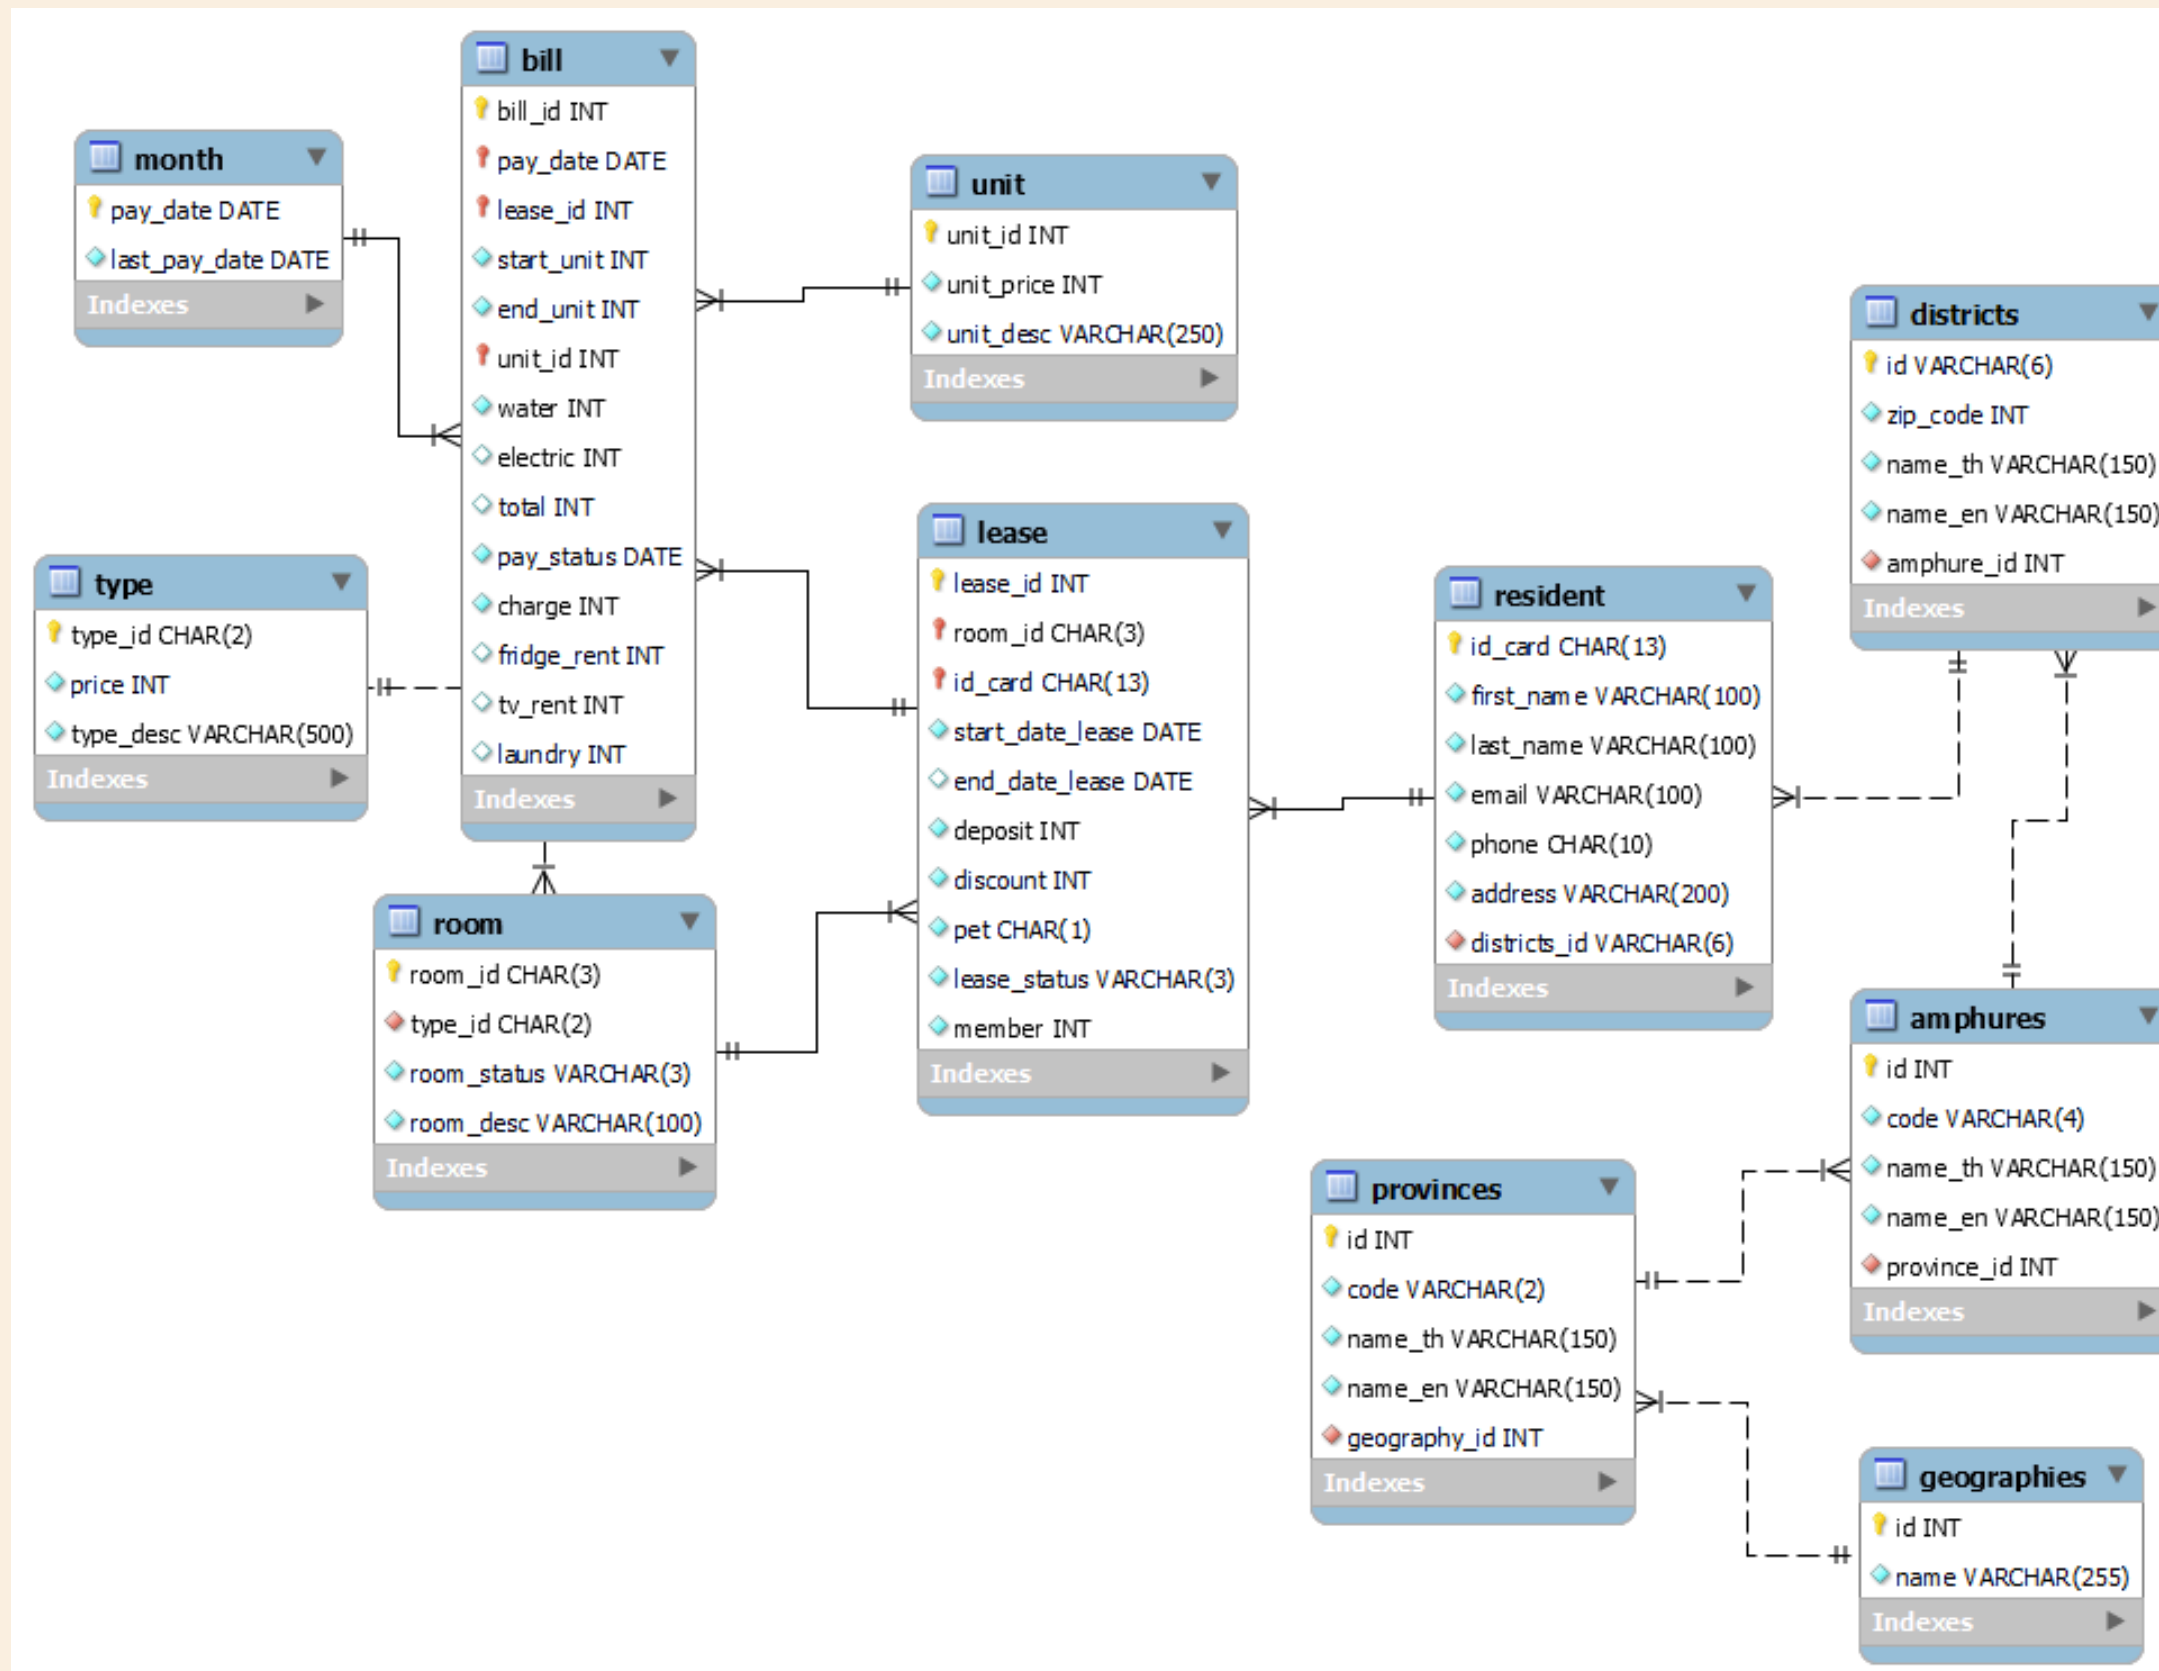 bill
bill_id INT
pay_date DATE
lease_id INT
start_unit INT
end_unit INT
unit_id INT
water INT
electric INT
total INT
pay_status DATE
charge INT
fridge_rent INT
tv_rent INT
laundry INT
Indexes
month
pay_date DATE
last_pay_date DATE
Indexes
unit
unit_id INT
unit_price INT
unit_desc VARCHAR(250)
Indexes
districts
id VARCHAR(6)
zip_code INT
name_th VARCHAR(150)
name_en VARCHAR(150)
amphure_id INT
Indexes
type
type_id CHAR(2)
price INT
type_desc VARCHAR(500)
Indexes
lease
lease_id INT
room_id CHAR(3)
id_card CHAR(13)
start_date_lease DATE
end_date_lease DATE
deposit INT
discount INT
pet CHAR(1)
lease_status VARCHAR(3)
member INT
Indexes
resident
id_card CHAR(13)
first_name VARCHAR(100)
last_name VARCHAR(100)
email VARCHAR(100)
phone CHAR(10)
address VARCHAR(200)
districts_id VARCHAR(6)
Indexes
room
room_id CHAR(3)
type_id CHAR(2)
room_status VARCHAR(3)
room_desc VARCHAR(100)
Indexes
amphures
id INT
code VARCHAR(4)
name_th VARCHAR(150)
name_en VARCHAR(150)
province_id INT
Indexes
provinces
id INT
code VARCHAR(2)
name_th VARCHAR(150)
name_en VARCHAR(150)
geography_id INT
Indexes
geographies
id INT
name VARCHAR(255)
Indexes